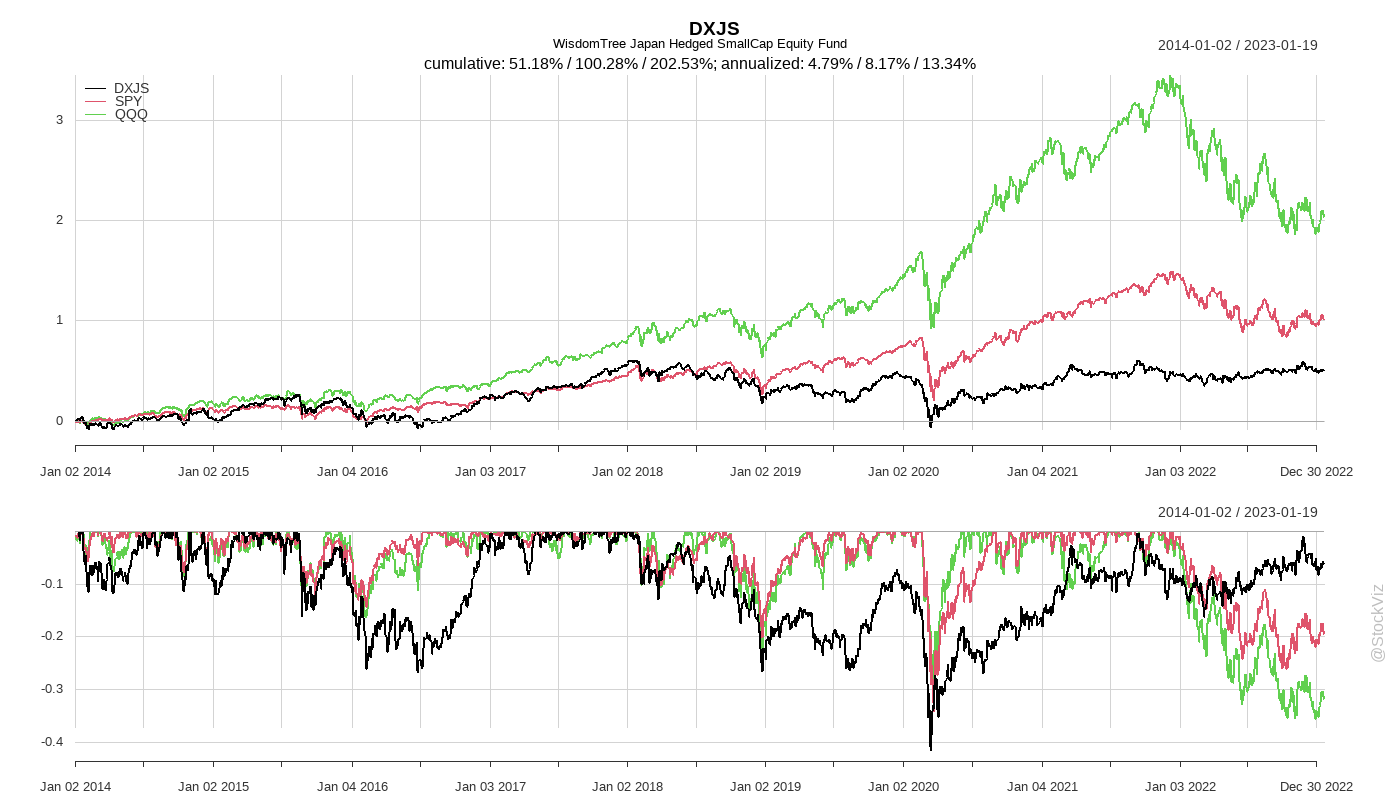 DXJS
WisdomTree Japan Hedged SmallCap Equity Fund
2014-01-02 / 2023-01-19
cumulative: 51.18% / 100.28% / 202.53%; annualized: 4.79% / 8.17% / 13.34%
DXJS
SPY
QQQ
3
2
1
0
Jan 02 2014 Jan 02 2015 Jan 04 2016 Jan 03 2017 Jan 02 2018 Jan 02 2019 Jan 02 2020 Jan 04 2021 Jan 03 2022 Dec 30 2022
2014-01-02 / 2023-01-19
-0.1
-0.2
-0.3
-0.4
Jan 02 2014 Jan 02 2015 Jan 04 2016 Jan 03 2017 Jan 02 2018 Jan 02 2019 Jan 02 2020 Jan 04 2021 Jan 03 2022 Dec 30 2022
@StockViz